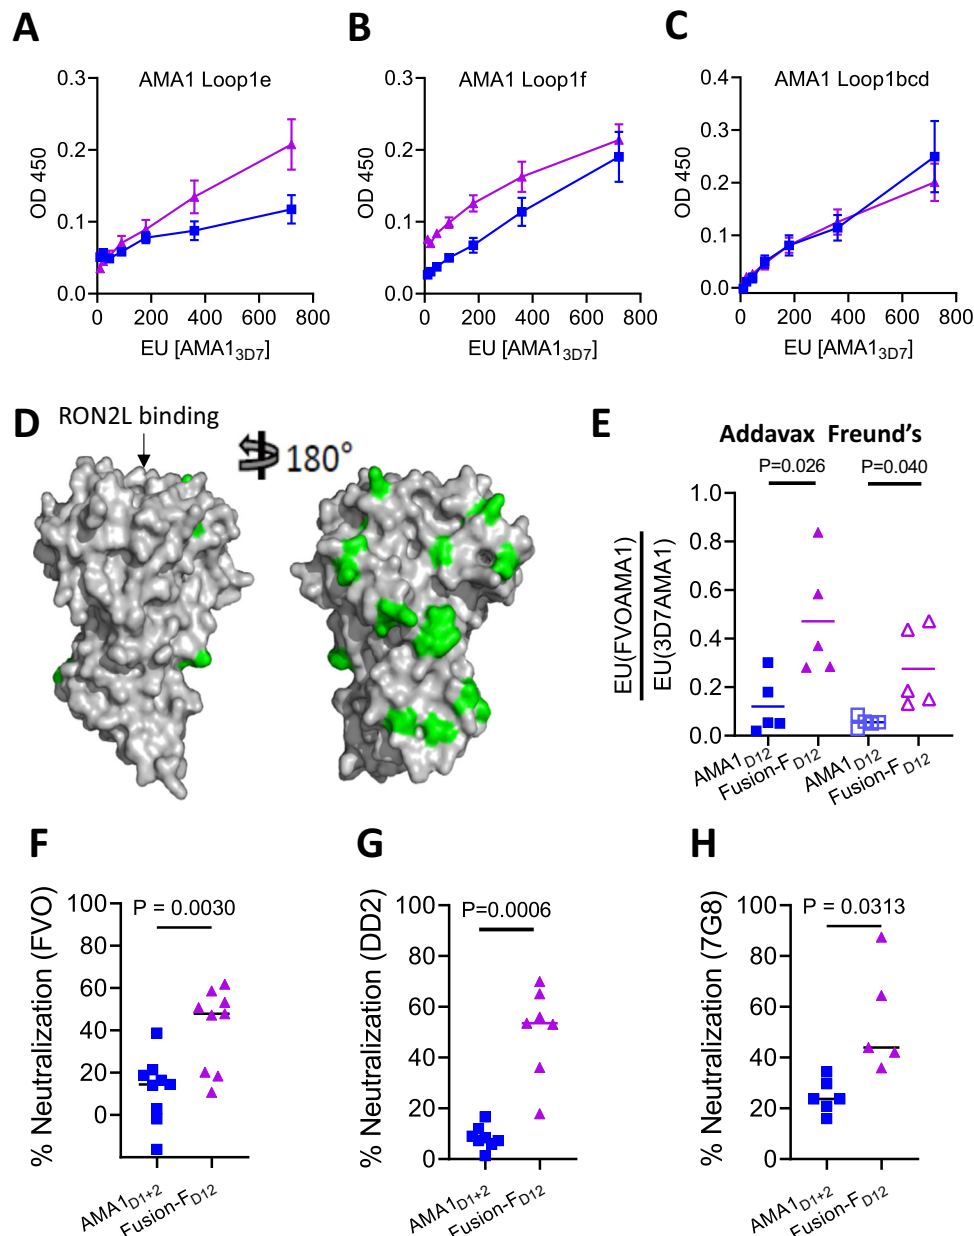 A
B
C
AMA1 Loop1e
AMA1 Loop1f
AMA1 Loop1bcd
OD 450
0.3
0.2
0.1
0.0
0 200 400 600 800
EU [AMA1₃D₇]
OD 450
0.3
0.2
0.1
0.0
0 200 400 600 800
EU [AMA1₃D₇]
OD 450
0.4
0.3
0.2
0.1
0.0
0 200 400 600 800
EU [AMA1₃D₇]
D
RON2L binding
180°
E
Addavax Freund's
P=0.026
P=0.040
EU(FVOAMA1)
EU(3D7AMA1)
1.0
0.8
0.6
0.4
0.2
0.0
AMA1D12
Fusion-FD12
AMA1D12
Fusion-FD12
F
% Neutralization (FVO)
P = 0.0030
100
80
60
40
20
0
AMA1D1+2
Fusion-FD12
G
% Neutralization (DD2)
P=0.0006
100
80
60
40
20
0
AMA1D1+2
Fusion-FD12
H
% Neutralization (7G8)
P = 0.0313
100
80
60
40
20
0
AMA1D1+2
Fusion-FD12